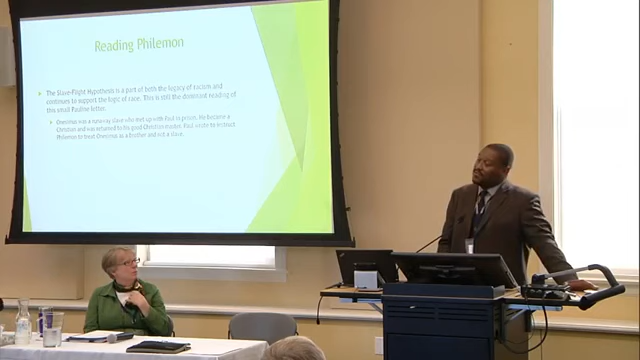 Reading Philemon
The Slave-Flight Hypothesis is a part of both the legacy of racism and
continues to support the logic of race. This is still the dominant reading of
this small Pauline letter.
Onesimus was a runaway slave who met up with Paul in prison. He became a
Christian and was returned to his good Christian master. Paul wrote to instruct
Philemon to treat Onesimus as a brother and not a slave.